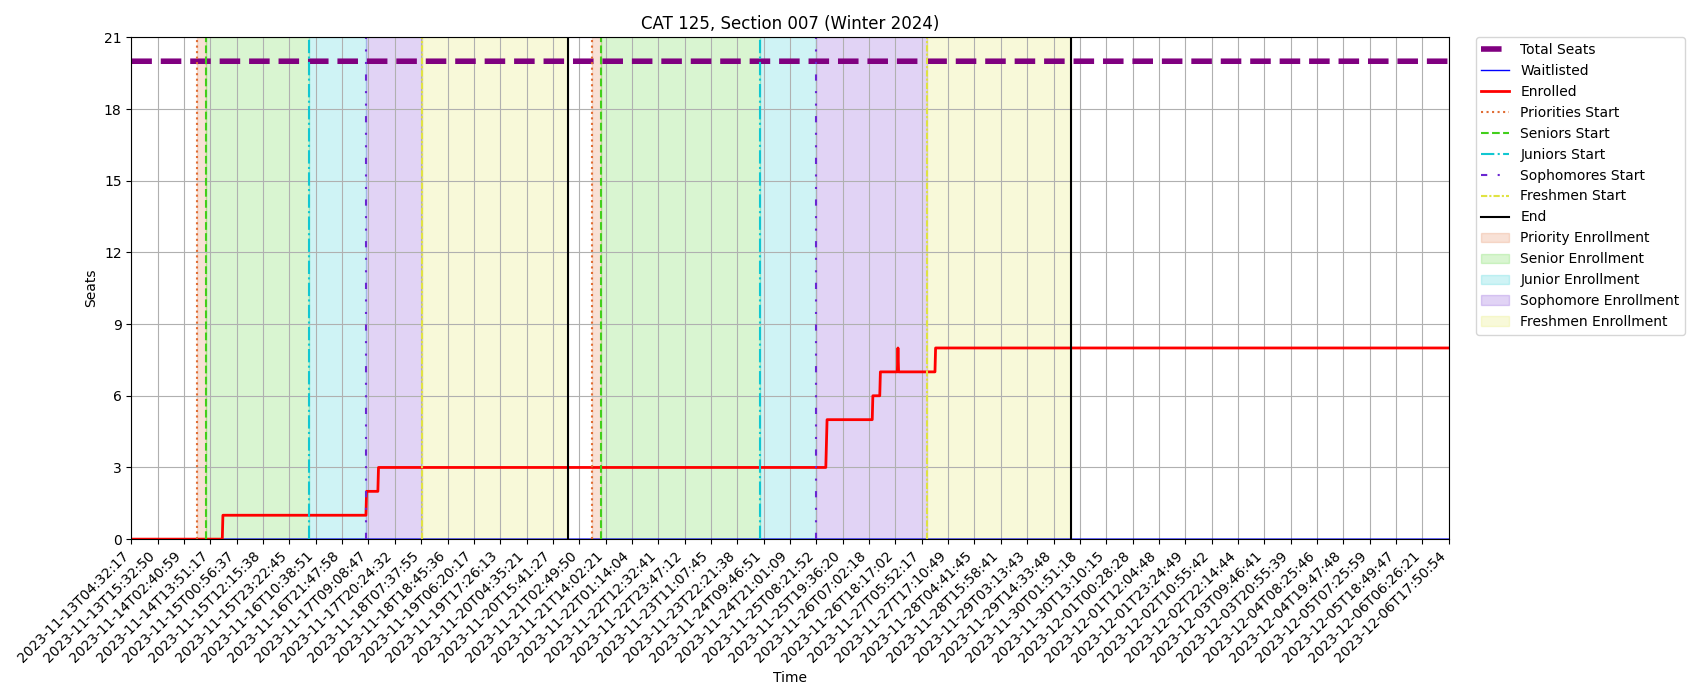 CAT 125, Section 007 (Winter 2024)
Seats
21
18
15
12
9
6
3
0
2023-11-13T04:32:17
2023-11-13T15:32:50
2023-11-14T02:40:59
2023-11-14T13:51:17
2023-11-15T00:56:37
2023-11-15T12:15:38
2023-11-15T23:22:45
2023-11-16T10:38:51
2023-11-16T21:47:58
2023-11-17T09:08:47
2023-11-17T20:24:32
2023-11-18T07:37:55
2023-11-18T18:45:36
2023-11-19T06:20:17
2023-11-19T17:26:13
2023-11-20T04:35:21
2023-11-20T15:41:27
2023-11-21T02:49:50
2023-11-21T14:02:21
2023-11-22T01:14:04
2023-11-22T12:32:41
2023-11-22T23:47:12
2023-11-23T11:07:45
2023-11-23T22:21:38
2023-11-24T09:46:51
2023-11-24T21:01:09
2023-11-25T08:21:52
2023-11-25T19:36:20
2023-11-26T07:02:18
2023-11-26T18:17:02
2023-11-27T05:52:17
2023-11-27T17:10:49
2023-11-28T04:41:45
2023-11-28T15:58:41
2023-11-29T03:13:43
2023-11-29T14:33:48
2023-11-30T01:51:18
2023-11-30T13:10:15
2023-12-01T00:28:28
2023-12-01T12:04:48
2023-12-01T23:24:49
2023-12-02T10:55:42
2023-12-02T22:14:44
2023-12-03T09:46:41
2023-12-03T20:55:39
2023-12-04T08:25:46
2023-12-04T19:47:48
2023-12-05T07:25:59
2023-12-05T18:49:47
2023-12-06T06:26:21
2023-12-06T17:50:54
Time
Total Seats
Waitlisted
Enrolled
Priorities Start
Seniors Start
Juniors Start
Sophomores Start
Freshmen Start
End
Priority Enrollment
Senior Enrollment
Junior Enrollment
Sophomore Enrollment
Freshmen Enrollment